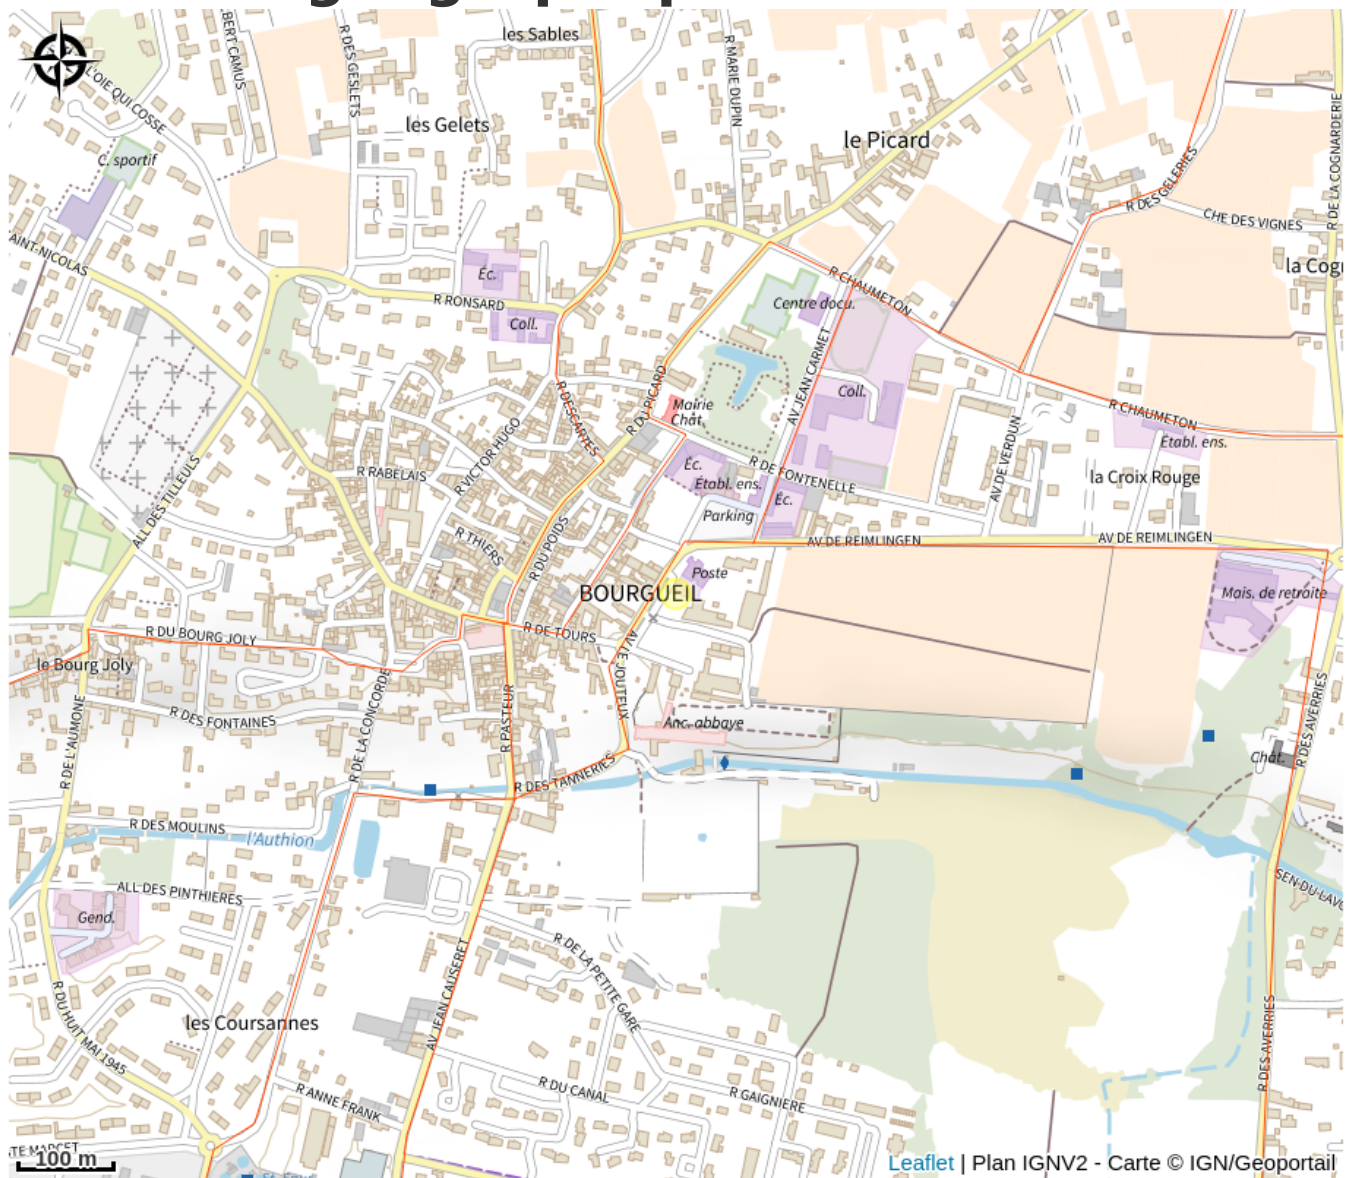 les Sables
BERT CAMUS
R DES GESLETS
R MARIE DUPIN
L'OIE QUI COSSE
les Gelets
le Picard
R DE LA COGNARDERIE
C. sportif
R DES GELERIES
CHE DES VIGNES
AINT-NICOLAS
la Cogn
Éc.
R CHAUMETON
R RONSARD
Centre docu.
Coll.
AV JEAN CARMET
Coll.
R DU PICARD
Mairie
Chât.
R DESCARTES
R CHAUMETON
R VICTOR HUGO
Établ. ens.
AV DE VERDUN
R RABELAIS
Éc.
R DE FONTENELLE
la Croix Rouge
Établ. ens.
Éc.
ALL DES TILLEULS
Parking
R THIERS
R DU POIDS
AV DE REIMLINGEN
AV DE REIMLINGEN
Poste
BOURGUEIL
Mais. de retraite
R DU BOURG JOLY
R DE TOURS
le Bourg Joly
AV LE JOUTEUX
R DE L'AUMONE
R DES FONTAINES
R DE LA CONCORDE
R PASTEUR
Anc. abbaye
R DES AVERRIES
Chât.
R DES TANNERIES
R DES MOULINS
l'Authion
ALL DES PINTHIERES
SEN DU LAVO
Gend.
R DE LA PETITE GARE
AV JEAN CAUSERET
les Coursannes
R DU HUIT MAI 1945
R DES AVERRIES
R ANNE FRANK
R DU CANAL
R GAIGNIERE
TE MARCET
100 m
Leaflet | Plan IGNV2 - Carte © IGN/Geoportail